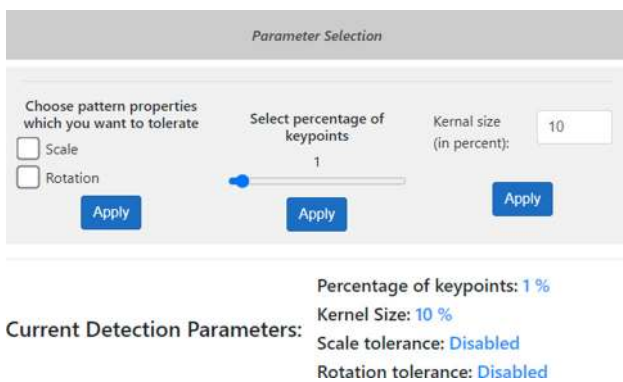 Parameter Selection
Choose pattern properties
which you want to tolerate
Scale
Rotation
Apply
Select percentage of
keypoints
1
Apply
Kernal size
(in percent):
10
Apply
Current Detection Parameters:
Percentage of keypoints: 1 %
Kernel Size: 10 %
Scale tolerance: Disabled
Rotation tolerance: Disabled